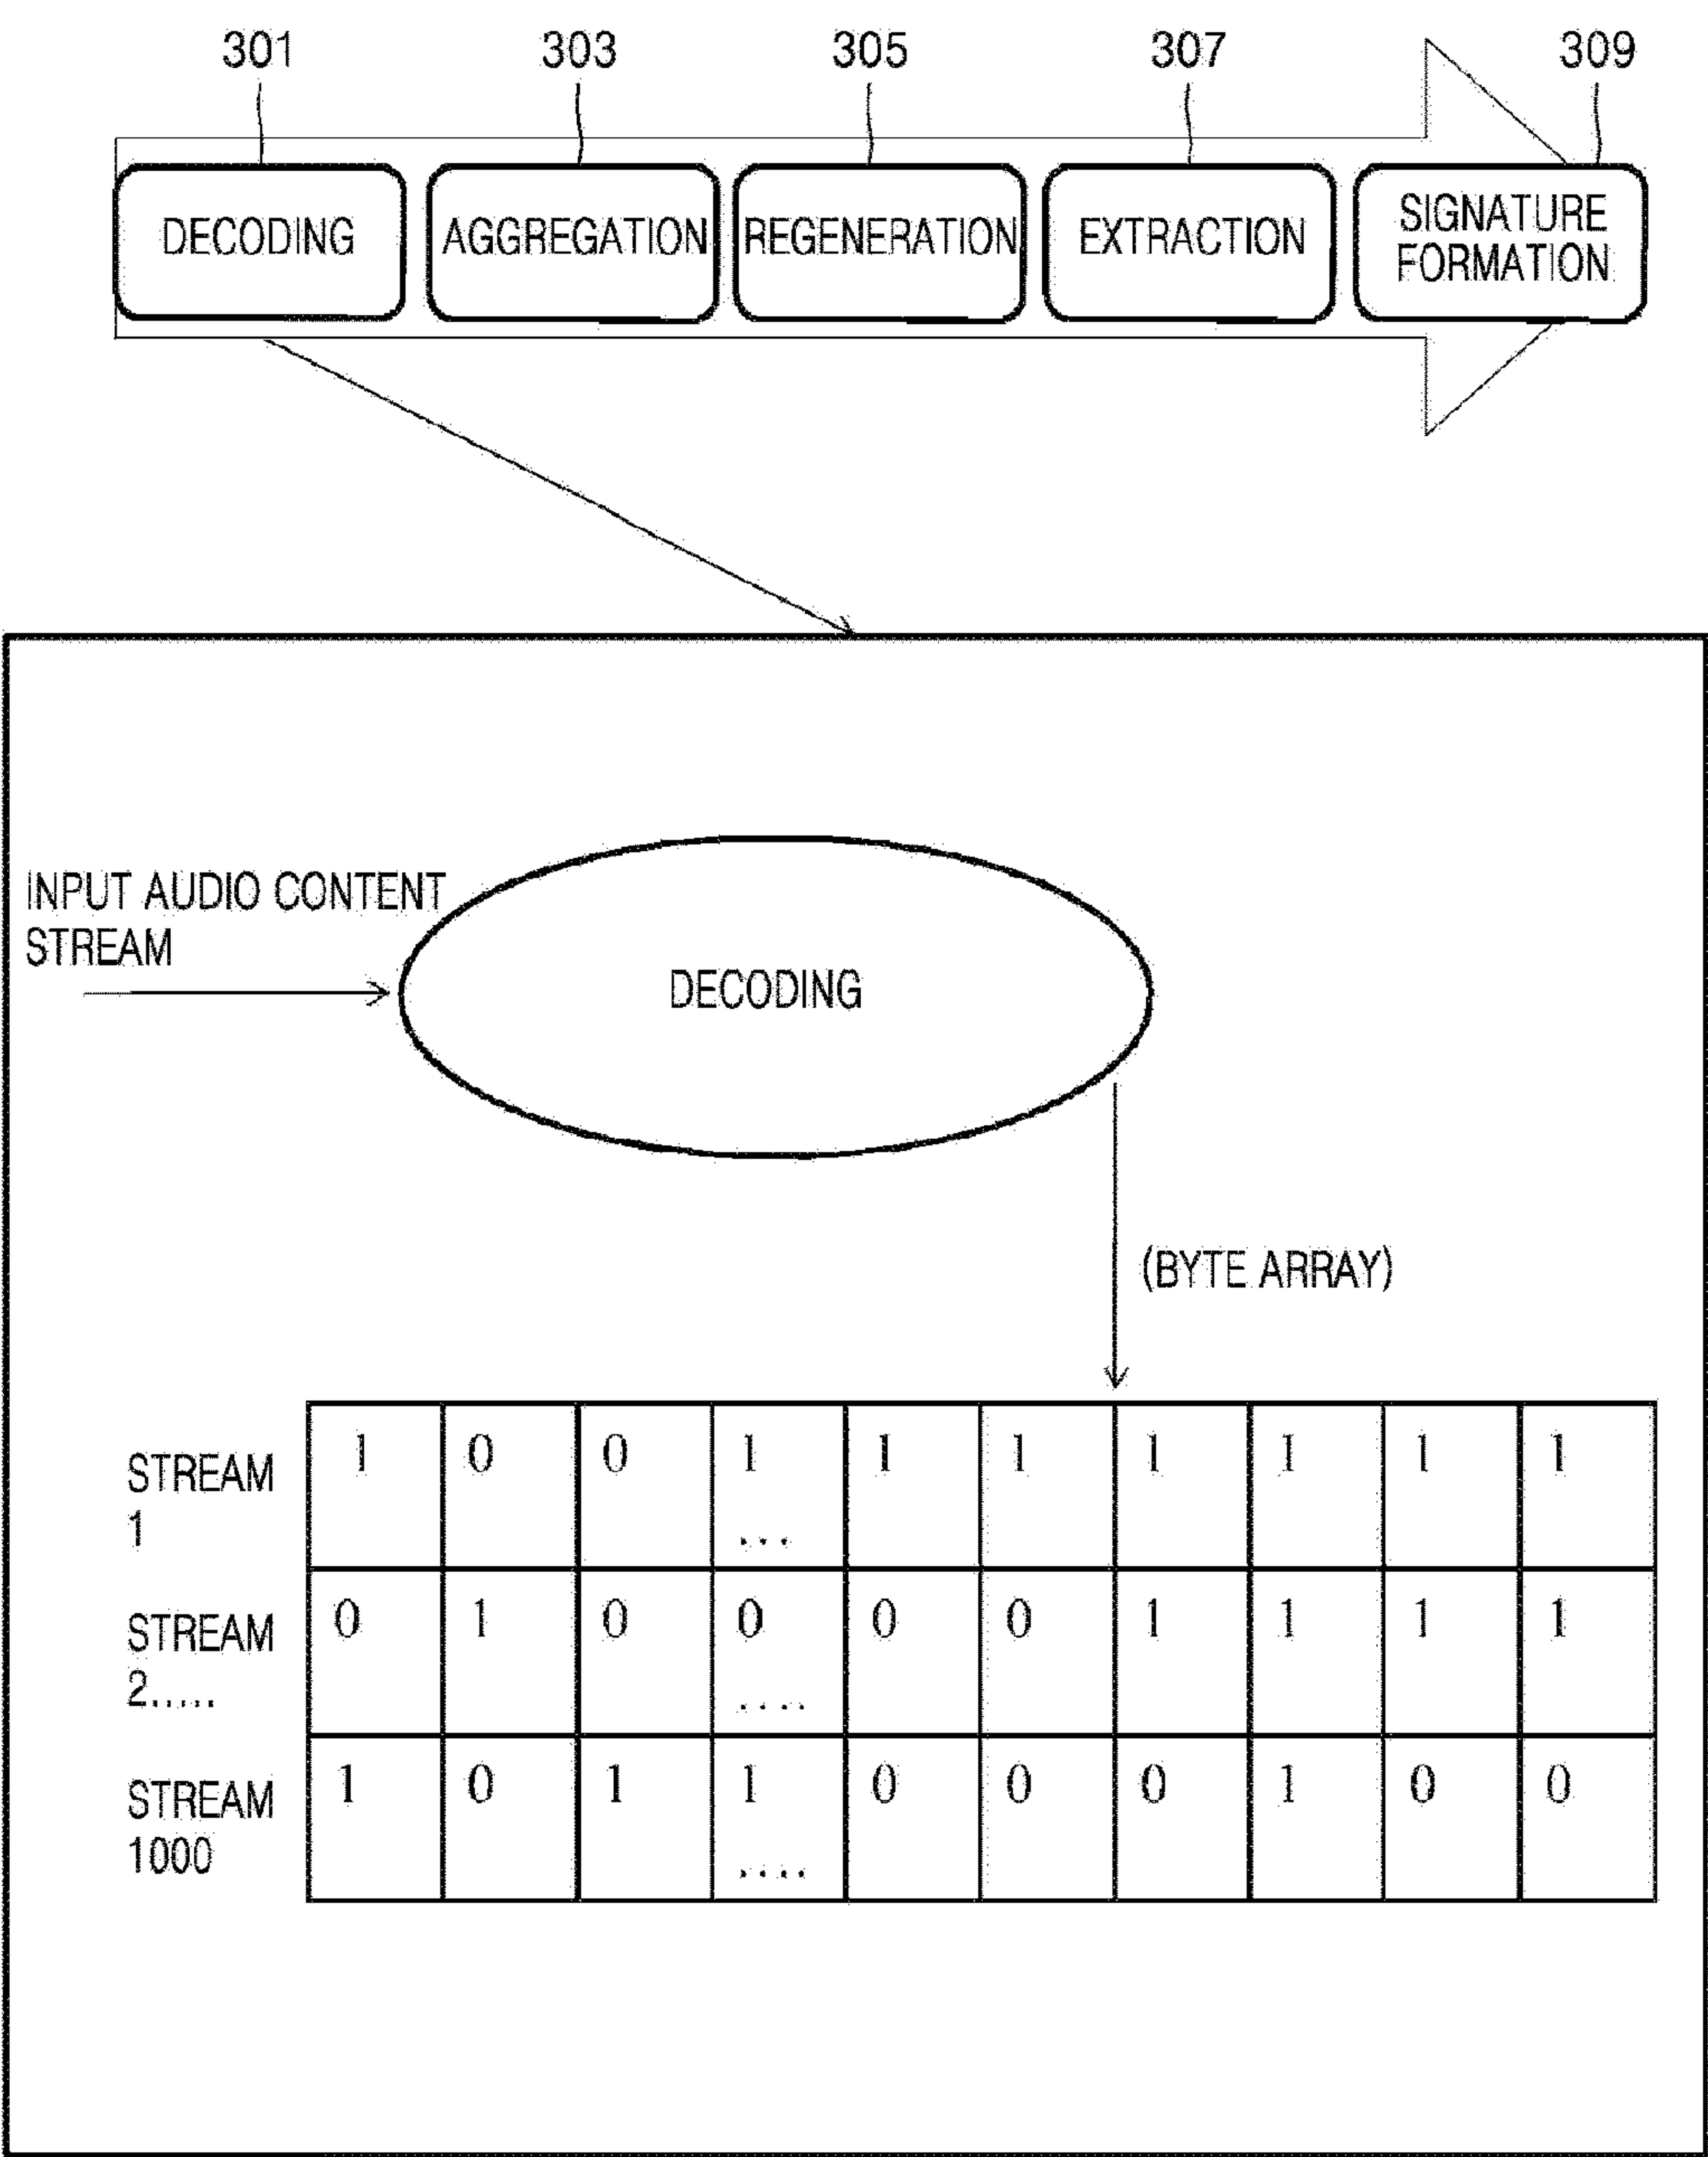 301 303 305 307 309
DECODING AGGREGATION REGENERATION EXTRACTION SIGNATURE
FORMATION
INPUT AUDIO CONTENT
STREAM
DECODING
(BYTE ARRAY)
STREAM 1 0 0 1 1 1 1 1 1 1
1 ...
STREAM 0 1 0 0 0 0 1 1 1 1
2..... ....
STREAM 1 0 1 1 0 0 0 1 0 0
1000 ....